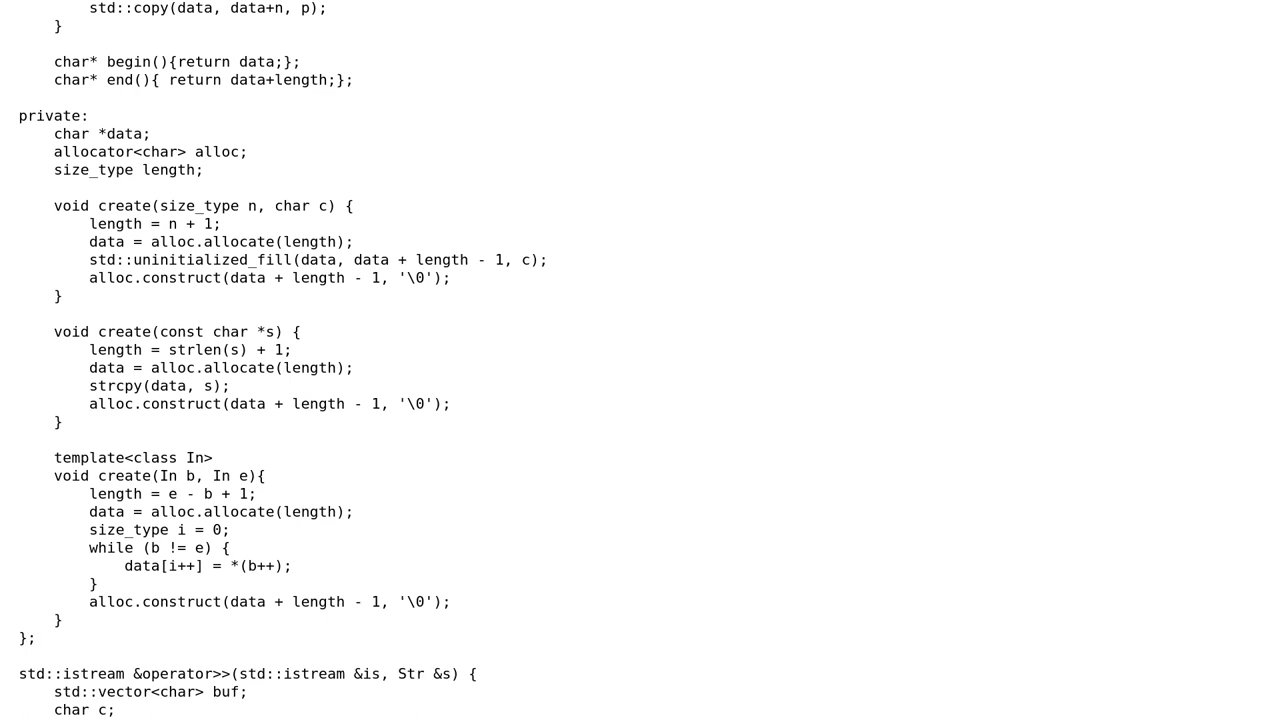 std::copy(data, data+n, p);
    }

    char* begin(){return data;};
    char* end(){ return data+length;};

private:
    char *data;
    allocator<char> alloc;
    size_type length;

    void create(size_type n, char c) {
        length = n + 1;
        data = alloc.allocate(length);
        std::uninitialized_fill(data, data + length - 1, c);
        alloc.construct(data + length - 1, '\0');
    }

    void create(const char *s) {
        length = strlen(s) + 1;
        data = alloc.allocate(length);
        strcpy(data, s);
        alloc.construct(data + length - 1, '\0');
    }

    template<class In>
    void create(In b, In e){
        length = e - b + 1;
        data = alloc.allocate(length);
        size_type i = 0;
        while (b != e) {
            data[i++] = *(b++);
        }
        alloc.construct(data + length - 1, '\0');
    }
};

std::istream &operator>>(std::istream &is, Str &s) {
    std::vector<char> buf;
    char c;